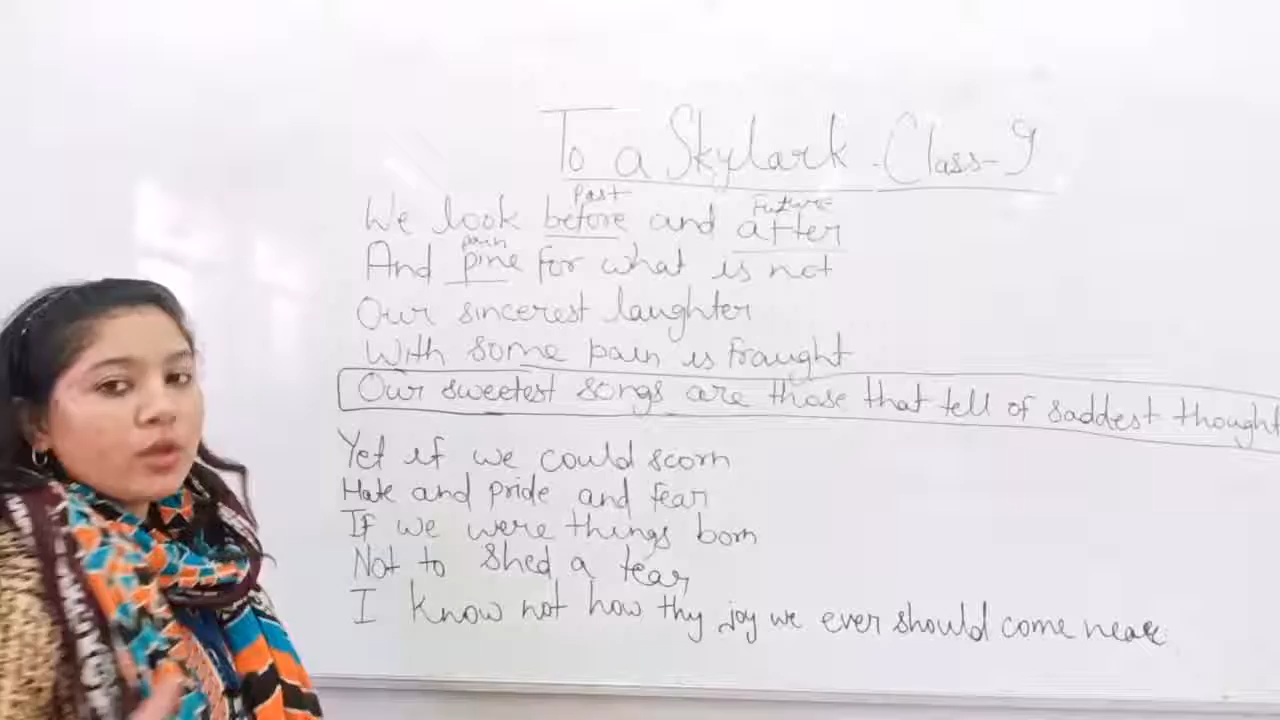 To a Skylark - Class-9
Past Future
We look before and after
pain
And pine for what is not
Our sincerest laughter
With some pain is fraught
Our sweetest songs are those that tell of saddest thought
Yet if we could scorn
Hate and pride and fear
If we were things born
Not to shed a tear
I know not how thy joy we ever should come near.